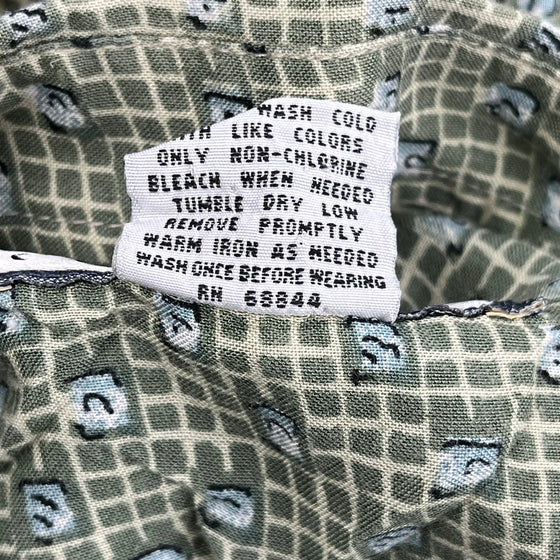 WASH COLD
WITH LIKE COLORS
ONLY NON-CHLORINE
BLEACH WHEN NEEDED
TUMBLE DRY LOW
REMOVE PROMPTLY
WARM IRON AS NEEDED
WASH ONCE BEFORE WEARING
RN 68844